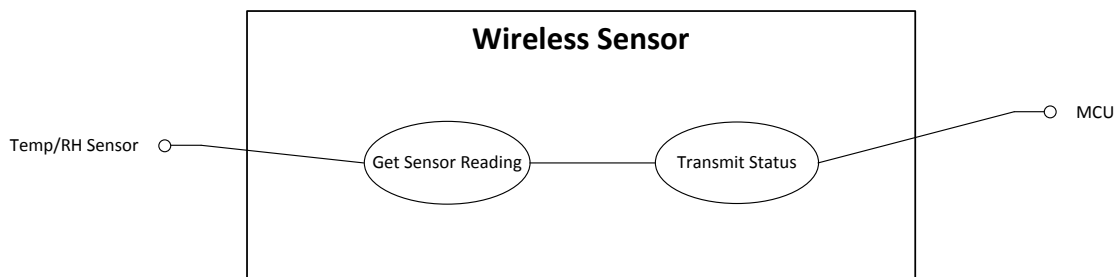 Wireless Sensor
MCU
Temp/RH Sensor
Get Sensor Reading
Transmit Status